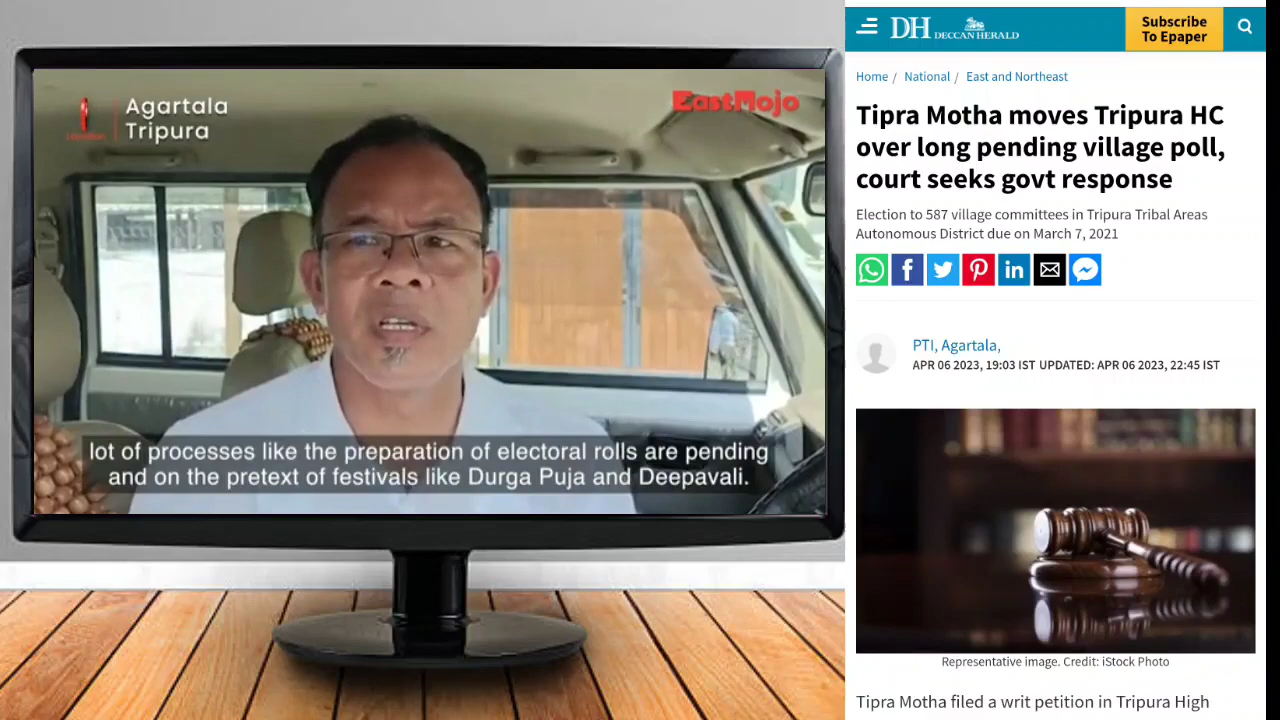 Agartala
Tripura
EastMojo
lot of processes like the preparation of electoral rolls are pending
and on the pretext of festivals like Durga Puja and Deepavali.
DH DECCAN HERALD
Subscribe
To Epaper
Home / National / East and Northeast
Tipra Motha moves Tripura HC
over long pending village poll,
court seeks govt response
Election to 587 village committees in Tripura Tribal Areas
Autonomous District due on March 7, 2021
PTI, Agartala,
APR 06 2023, 19:03 IST UPDATED: APR 06 2023, 22:45 IST
Representative image. Credit: iStock Photo
Tipra Motha filed a writ petition in Tripura High